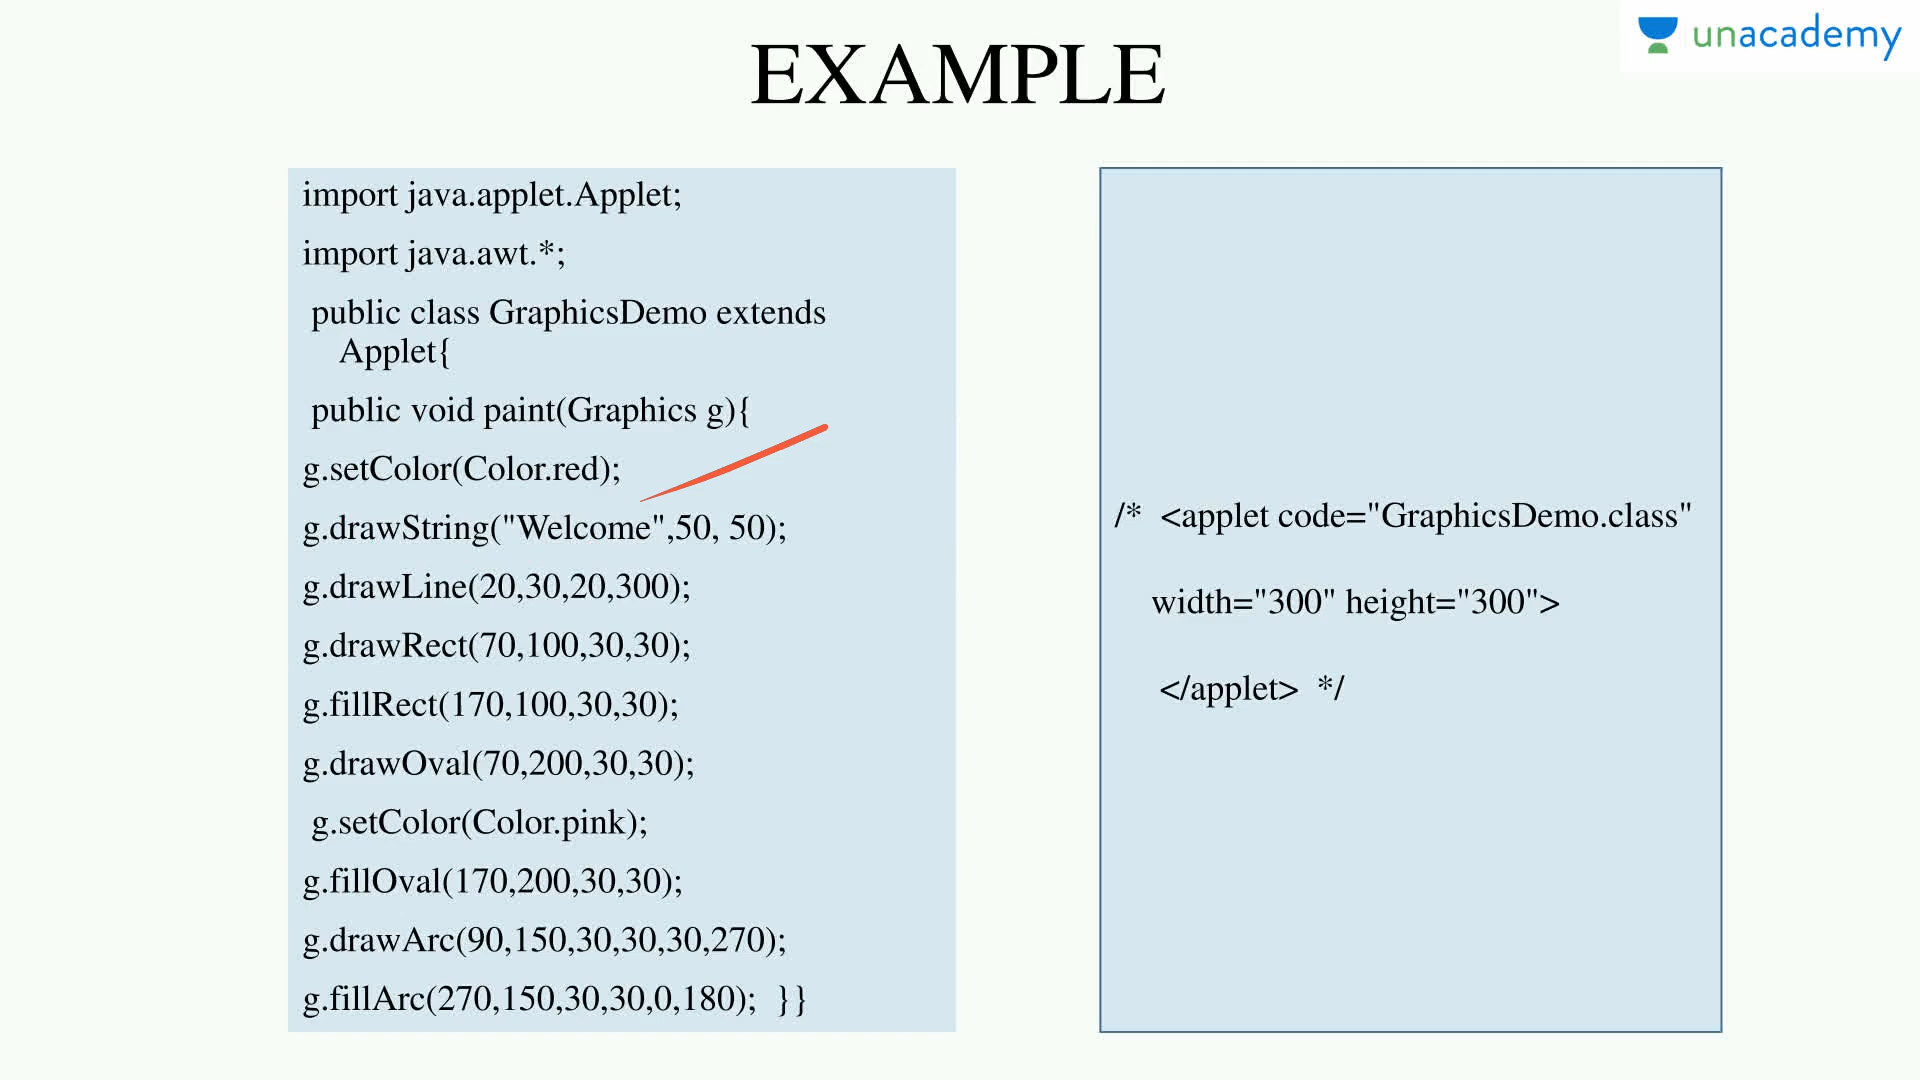 EXAMPLE
unacademy
import java.applet.Applet;
import java.awt.*;
public class GraphicsDemo extends
Applet{
public void paint(Graphics g){
g.setColor(Color.red);
g.drawString("Welcome",50, 50);
g.drawLine(20,30,20,300);
g.drawRect(70,100,30,30);
g.fillRect(170,100,30,30);
g.drawOval(70,200,30,30);
g.setColor(Color.pink);
g.fillOval(170,200,30,30);
g.drawArc(90,150,30,30,30,270);
g.fillArc(270,150,30,30,0,180);  }}
/*  <applet code="GraphicsDemo.class"
width="300" height="300">
</applet>  */